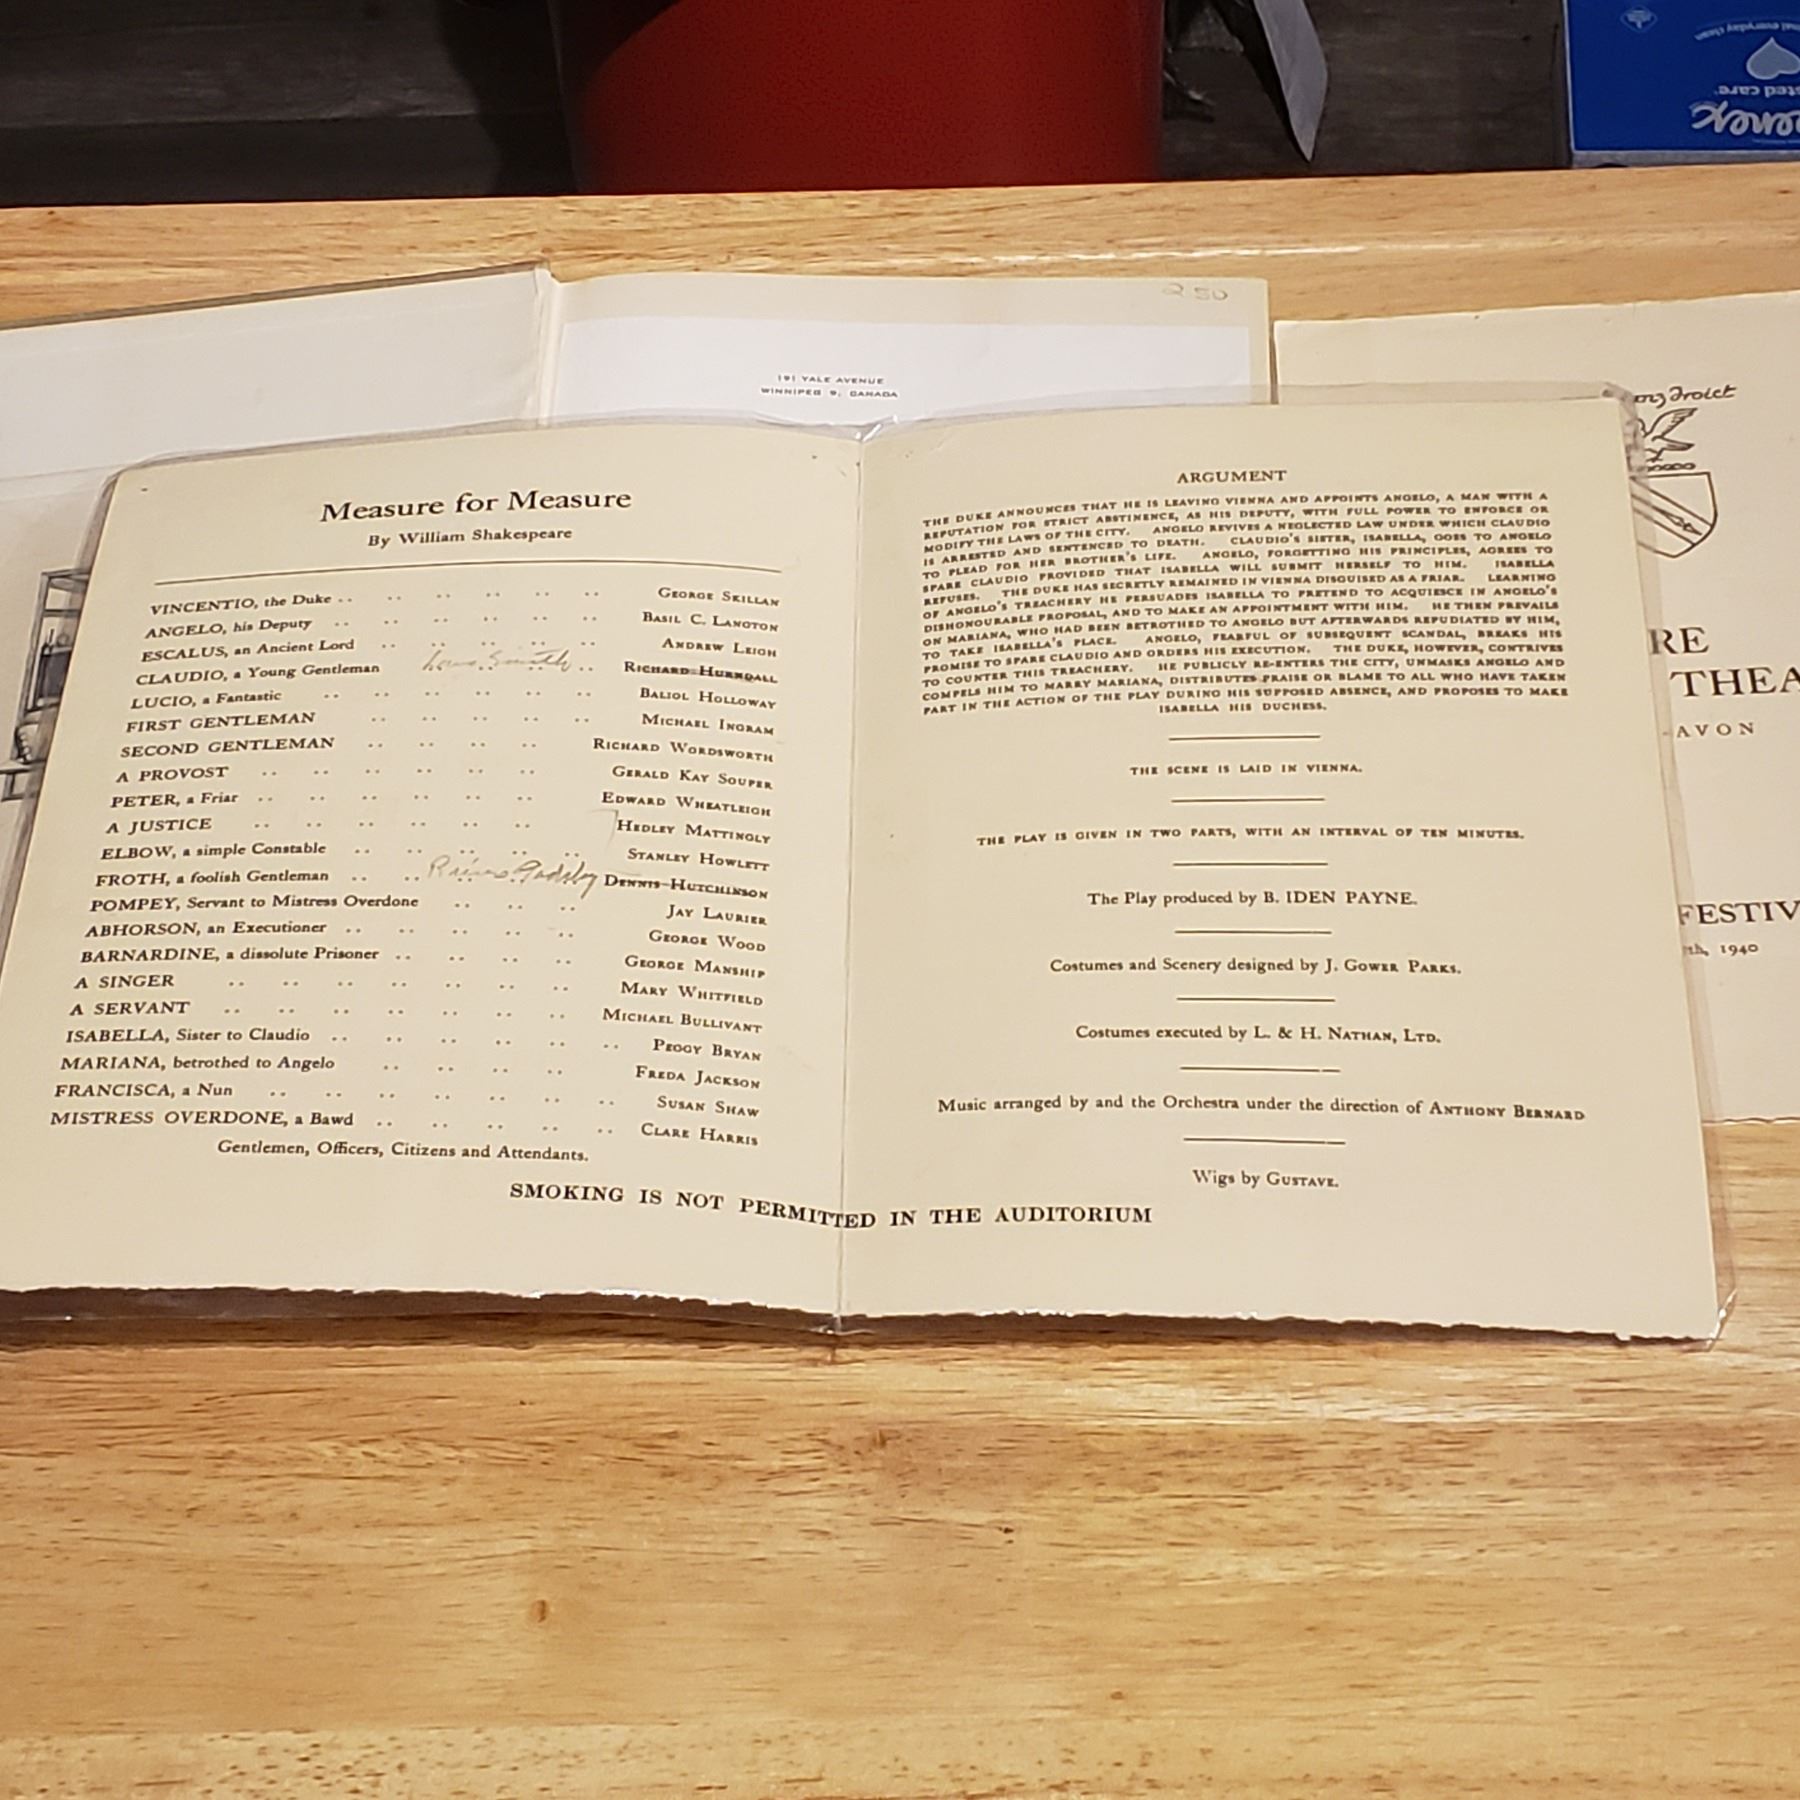 2 50
191 YALE AVENUE
WINNIPEG 9, CANADA
Measure for Measure
By William Shakespeare
VINCENTIO, the Duke .. .. .. .. .. .. GEORGE SKILLAN
ANGELO, his Deputy .. .. .. .. .. .. BASIL C. LANGTON
ESCALUS, an Ancient Lord .. .. .. .. .. ANDREW LEIGH
CLAUDIO, a Young Gentleman Smith .. RICHARD HURNDALL
LUCIO, a Fantastic .. .. .. .. .. .. BALIOL HOLLOWAY
FIRST GENTLEMAN .. .. .. .. .. MICHAEL INGRAM
SECOND GENTLEMAN .. .. .. .. RICHARD WORDSWORTH
A PROVOST .. .. .. .. .. .. GERALD KAY SOUPER
PETER, a Friar .. .. .. .. .. .. EDWARD WHEATLEIGH
A JUSTICE .. .. .. .. .. .. HEDLEY MATTINGLY
ELBOW, a simple Constable .. .. .. .. .. STANLEY HOWLETT
FROTH, a foolish Gentleman .. .. DENNIS HUTCHINSON
POMPEY, Servant to Mistress Overdone .. .. .. JAY LAURIER
ABHORSON, an Executioner .. .. .. .. .. GEORGE WOOD
BARNARDINE, a dissolute Prisoner .. .. .. .. GEORGE MANSHIP
A SINGER .. .. .. .. .. .. .. MARY WHITFIELD
A SERVANT .. .. .. .. .. .. .. MICHAEL BULLIVANT
ISABELLA, Sister to Claudio .. .. .. .. .. .. PEGGY BRYAN
MARIANA, betrothed to Angelo .. .. .. .. FREDA JACKSON
FRANCISCA, a Nun .. .. .. .. .. .. .. SUSAN SHAW
MISTRESS OVERDONE, a Bawd .. .. .. .. .. CLARE HARRIS
Gentlemen, Officers, Citizens and Attendants.
ARGUMENT
THE DUKE ANNOUNCES THAT HE IS LEAVING VIENNA AND APPOINTS ANGELO, A MAN WITH A
REPUTATION FOR STRICT ABSTINENCE, AS HIS DEPUTY, WITH FULL POWER TO ENFORCE OR
MODIFY THE LAWS OF THE CITY. ANGELO REVIVES A NEGLECTED LAW UNDER WHICH CLAUDIO
IS ARRESTED AND SENTENCED TO DEATH. CLAUDIO'S SISTER, ISABELLA, GOES TO ANGELO
TO PLEAD FOR HER BROTHER'S LIFE. ANGELO, FORGETTING HIS PRINCIPLES, AGREES TO
SPARE CLAUDIO PROVIDED THAT ISABELLA WILL SUBMIT HERSELF TO HIM. ISABELLA
REFUSES. THE DUKE HAS SECRETLY REMAINED IN VIENNA DISGUISED AS A FRIAR. LEARNING
OF ANGELO'S TREACHERY HE PERSUADES ISABELLA TO PRETEND TO ACQUIESCE IN ANGELO'S
DISHONOURABLE PROPOSAL, AND TO MAKE AN APPOINTMENT WITH HIM. HE THEN PREVAILS
ON MARIANA, WHO HAD BEEN BETROTHED TO ANGELO BUT AFTERWARDS REPUDIATED BY HIM,
TO TAKE ISABELLA'S PLACE. ANGELO, FEARFUL OF SUBSEQUENT SCANDAL, BREAKS HIS
PROMISE TO SPARE CLAUDIO AND ORDERS HIS EXECUTION. THE DUKE, HOWEVER, CONTRIVES
TO COUNTER THIS TREACHERY. HE PUBLICLY RE-ENTERS THE CITY, UNMASKS ANGELO AND
COMPELS HIM TO MARRY MARIANA, DISTRIBUTES PRAISE OR BLAME TO ALL WHO HAVE TAKEN
PART IN THE ACTION OF THE PLAY DURING HIS SUPPOSED ABSENCE, AND PROPOSES TO MAKE
ISABELLA HIS DUCHESS.
THE SCENE IS LAID IN VIENNA.
THE PLAY IS GIVEN IN TWO PARTS, WITH AN INTERVAL OF TEN MINUTES.
The Play produced by B. IDEN PAYNE.
Costumes and Scenery designed by J. GOWER PARKS.
Costumes executed by L. & H. NATHAN, LTD.
Music arranged by and the Orchestra under the direction of ANTHONY BERNARD
Wigs by GUSTAVE.
SMOKING IS NOT PERMITTED IN THE AUDITORIUM
droict
RE
THEA
-AVON
FESTIV
th, 1940
eenex
ted care
nal everyday clean